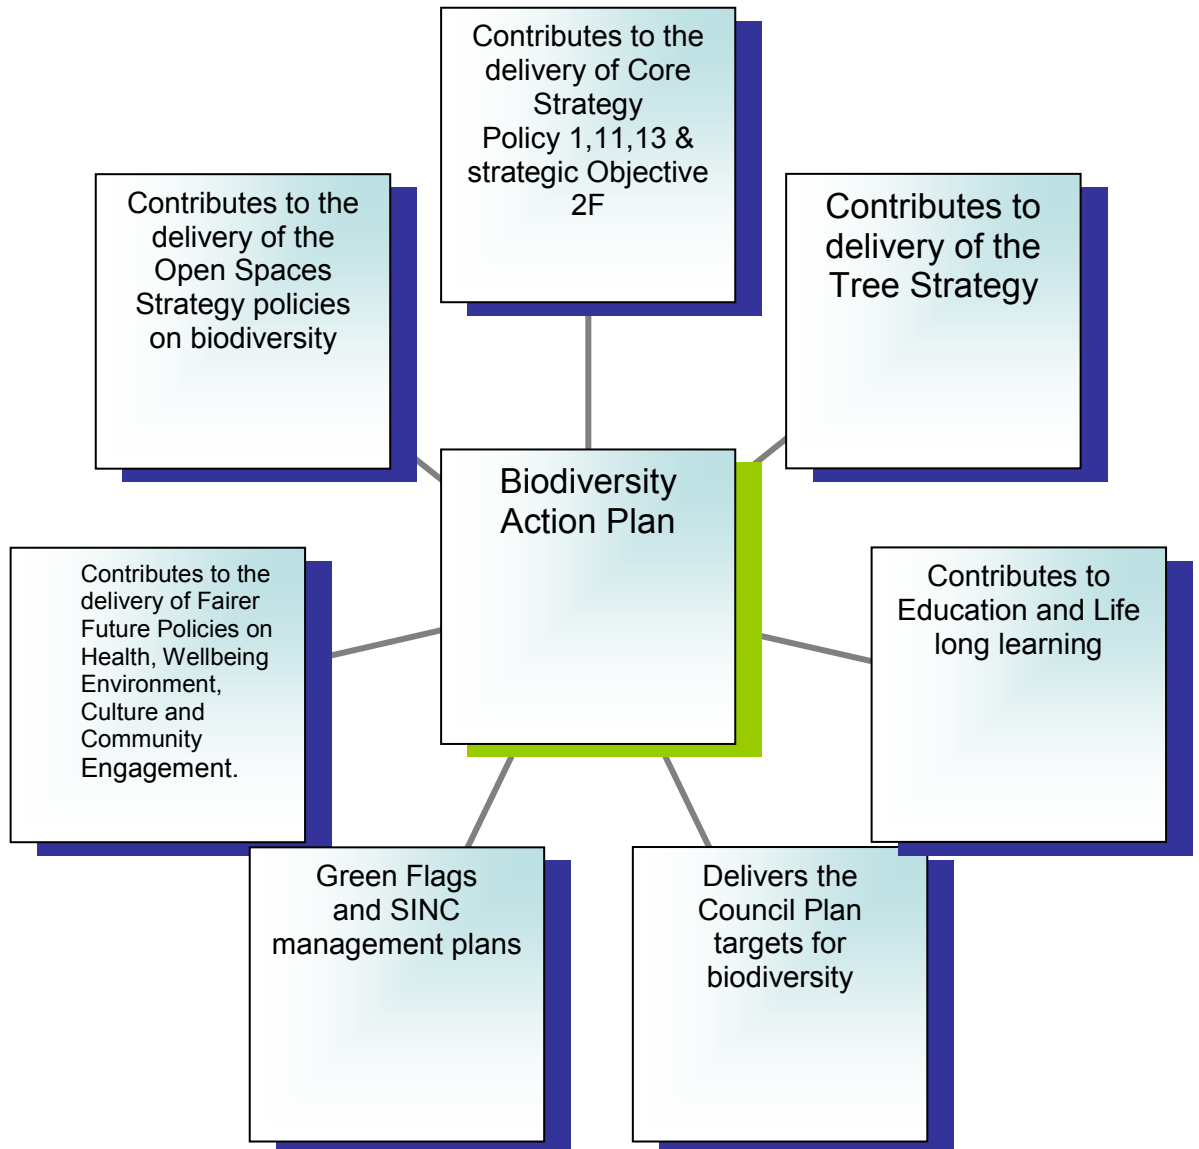 Contributes to the
delivery of Core
Strategy
Policy 1,11,13 &
strategic Objective
2F
Contributes to the
delivery of the
Open Spaces
Strategy policies
on biodiversity
Contributes to
delivery of the
Tree Strategy
Biodiversity
Action Plan
Contributes to the
delivery of Fairer
Future Policies on
Health, Wellbeing
Environment,
Culture and
Community
Engagement.
Contributes to
Education and Life
long learning
Green Flags
and SINC
management plans
Delivers the
Council Plan
targets for
biodiversity